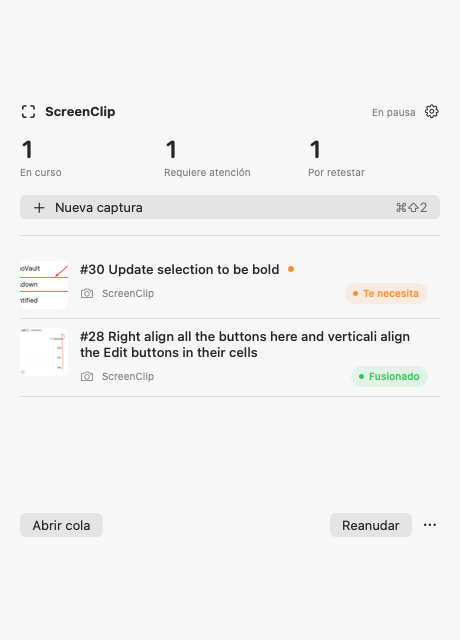 ScreenClip
En pausa
1
1
1
En curso
Requiere atención
Por retestar
Nueva captura
⌘⇧2
#30 Update selection to be bold
ScreenClip
Te necesita
#28 Right align all the buttons here and verticali align
the Edit buttons in their cells
ScreenClip
Fusionado
Abrir cola
Reanudar